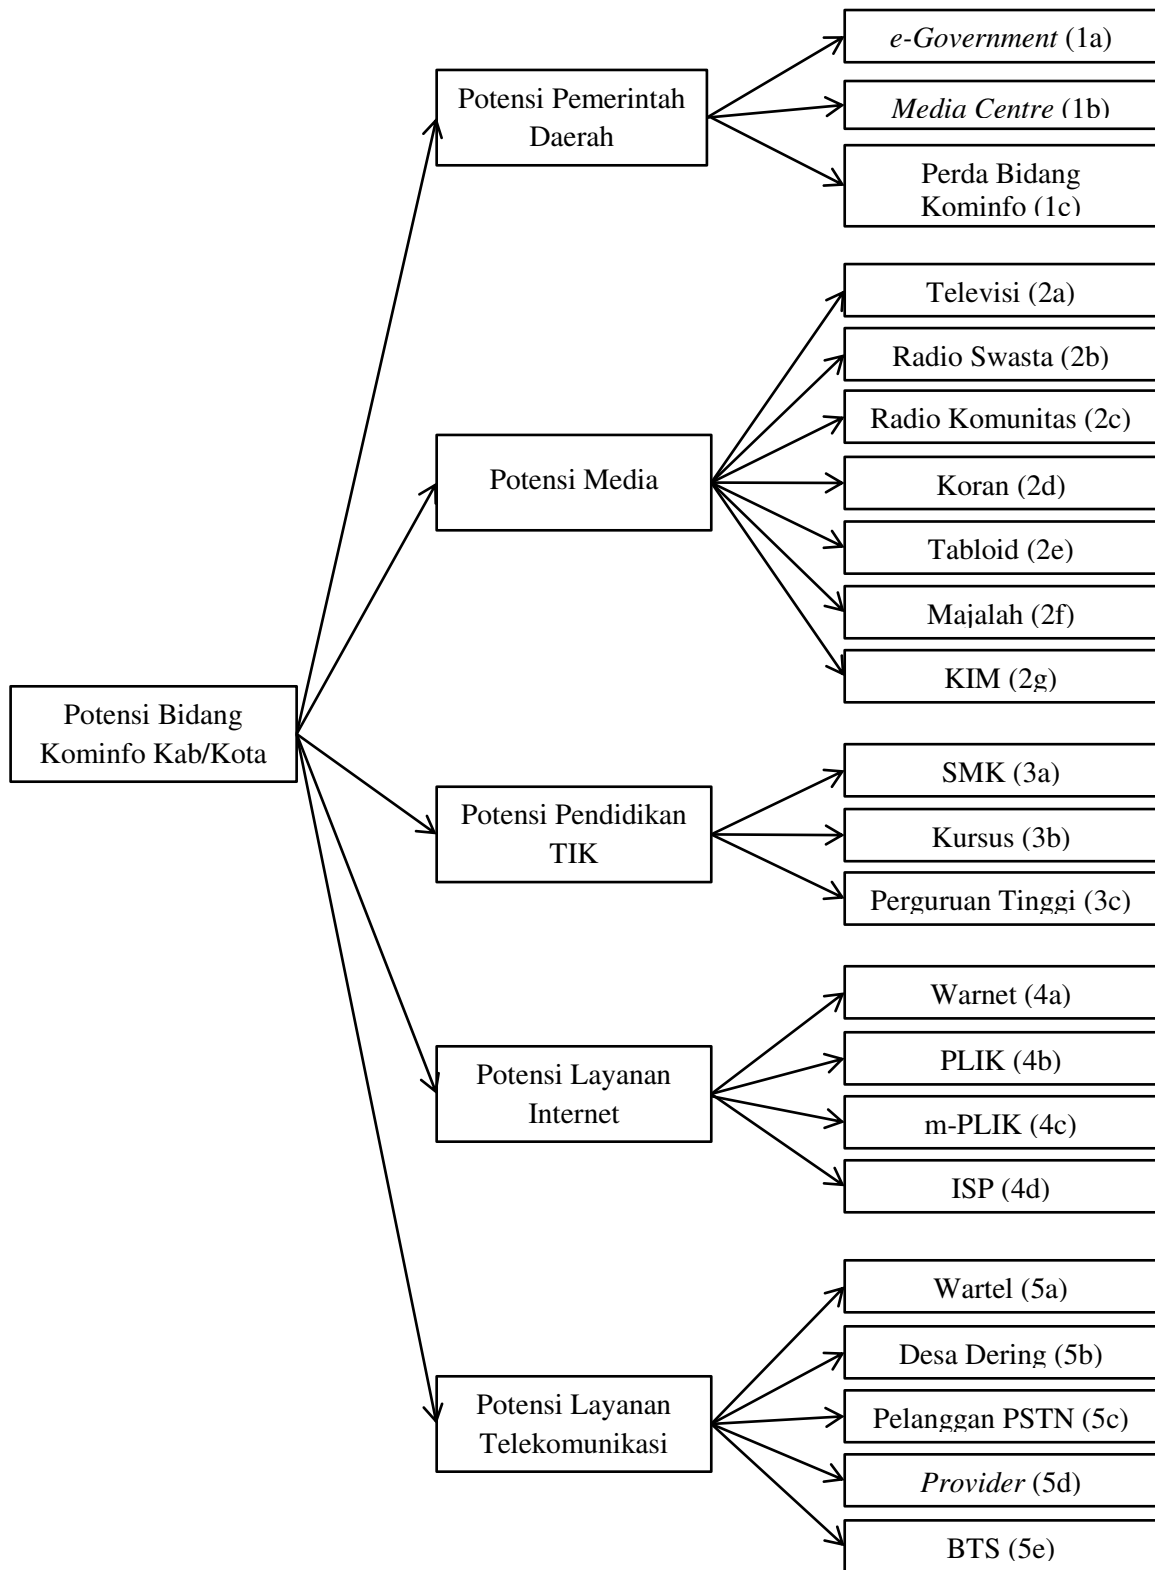 Potensi Bidang
Kominfo Kab/Kota
Potensi Pemerintah
Daerah
e-Government (1a)
Media Centre (1b)
Perda Bidang
Kominfo (1c)
Potensi Media
Televisi (2a)
Radio Swasta (2b)
Radio Komunitas (2c)
Koran (2d)
Tabloid (2e)
Majalah (2f)
KIM (2g)
Potensi Pendidikan
TIK
SMK (3a)
Kursus (3b)
Perguruan Tinggi (3c)
Potensi Layanan
Internet
Warnet (4a)
PLIK (4b)
m-PLIK (4c)
ISP (4d)
Potensi Layanan
Telekomunikasi
Wartel (5a)
Desa Dering (5b)
Pelanggan PSTN (5c)
Provider (5d)
BTS (5e)